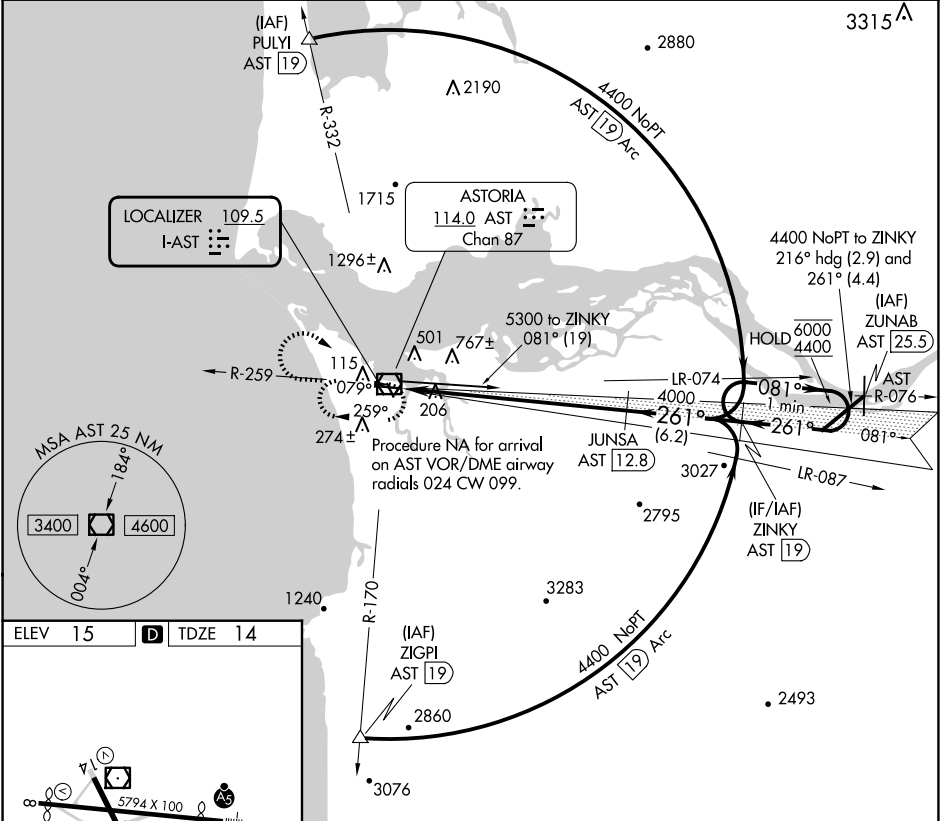 (IAF)
PULYI
AST 19
R-332
2190
2880
3315
4400 NoPT
AST 19 Arc
1715
LOCALIZER 109.5
I-AST
ASTORIA
114.0 AST
Chan 87
1296±
4400 NoPT to ZINKY
216° hdg (2.9) and
261° (4.4)
(IAF)
ZUNAB
AST 25.5
HOLD 6000
4400
5300 to ZINKY
081° (19)
501
767±
115
R-259
079°
259°
206
274±
LR-074
4000
081°
1 min
261°
261°
(6.2)
AST
R-076
081°
JUNSA
AST 12.8
Procedure NA for arrival
on AST VOR/DME airway
radials 024 CW 099.
3027
LR-087
2795
(IF/IAF)
ZINKY
AST 19
MSA AST 25 NM
184°
3400
4600
004°
1240
R-170
3283
(IAF)
ZIGPI
AST 19
4400 NoPT
AST 19 Arc
2860
2493
3076
ELEV 15
D
TDZE 14
V
14
V
8
5794 X 100
A5